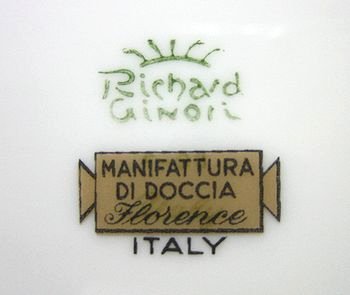 Richard
Ginori
MANIFATTURA
DI DOCCIA
Florence
ITALY